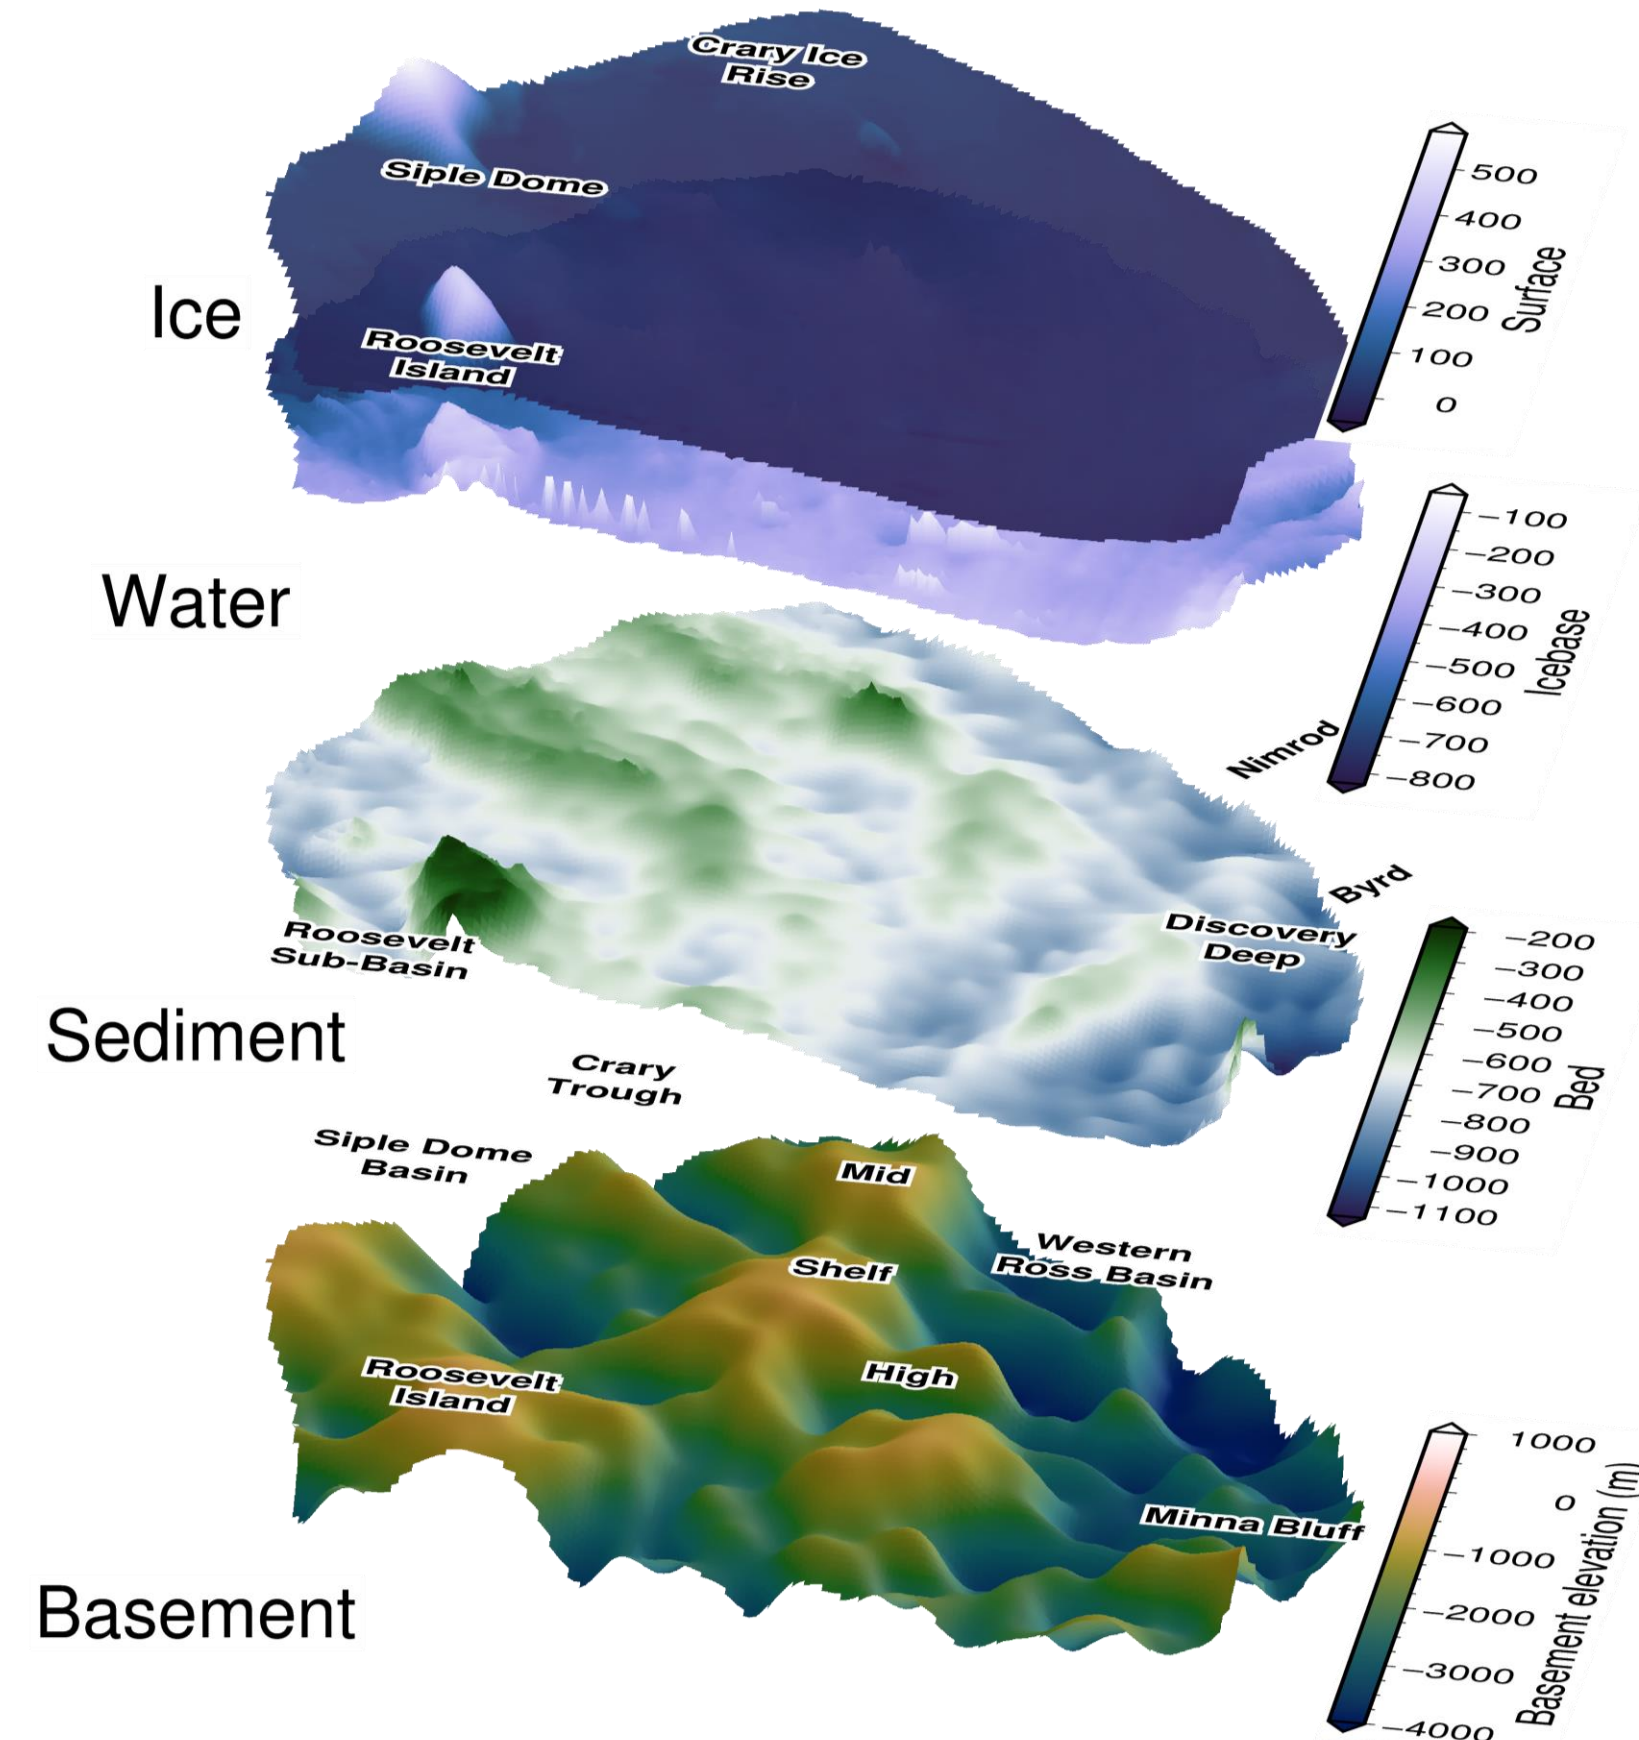 Crary Ice
Rise
Siple Dome
Ice
Roosevelt
Island
500
400
300
200
100
0
Surface
Water
−100
−200
−300
−400
−500
−600
−700
−800
Icebase
Nimrod
Byrd
Discovery
Deep
Roosevelt
Sub-Basin
Sediment
−200
−300
−400
−500
−600
−700
−800
−900
−1000
−1100
Bed
Crary
Trough
Siple Dome
Basin
Mid
Shelf
High
Western
Ross Basin
Roosevelt
Island
Minna Bluff
Basement
1000
0
−1000
−2000
−3000
−4000
Basement elevation (m)